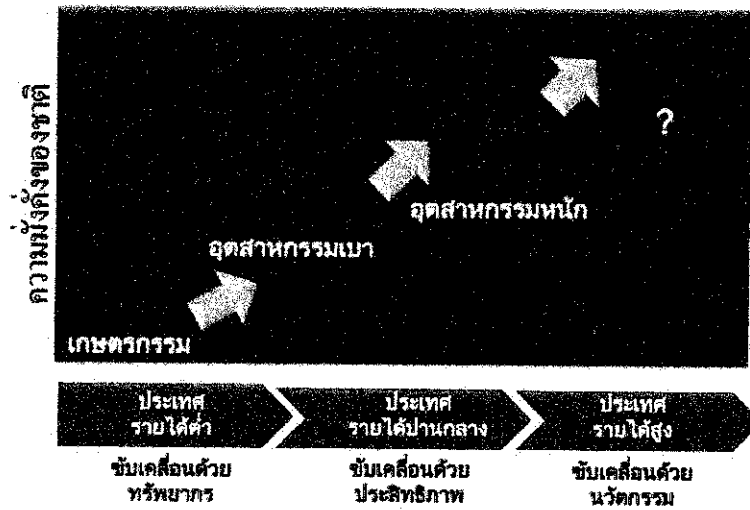 ความมั่งคั่งของชาติ
?
อุตสาหกรรมหนัก
อุตสาหกรรมเบา
เกษตรกรรม
ประเทศ
รายได้ต่ำ
ประเทศ
รายได้ปานกลาง
ประเทศ
รายได้สูง
ขับเคลื่อนด้วย
ทรัพยากร
ขับเคลื่อนด้วย
ประสิทธิภาพ
ขับเคลื่อนด้วย
นวัตกรรม